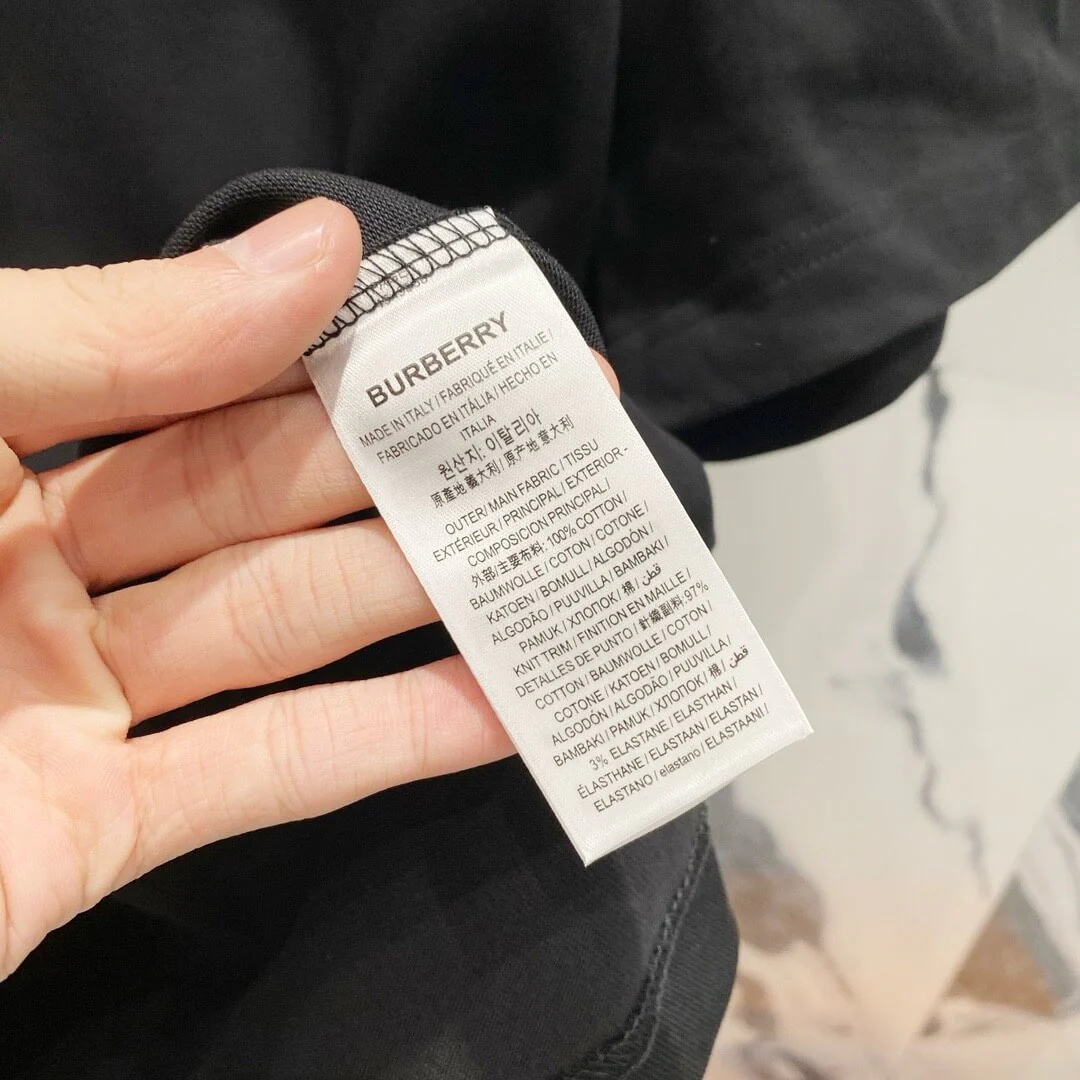 BURBERRY
MADE IN ITALY / FABRIQUÉ EN ITALIE /
FABRICADO EN ITÁLIA / HECHO EN
ITALIA
원산지: 이탈리아
原產地義大利 / 原产地意大利
OUTER/ MAIN FABRIC / TISSU
EXTÉRIEUR / PRINCIPAL / EXTERIOR -
COMPOSICION PRINCIPAL /
外部/主要布料: 100% COTTON /
BAUMWOLLE / COTON / COTONE /
KATOEN / BOMULL / ALGODÓN /
ALGODÃO / PUUVILLA / BAMBAKI /
PAMUK / ХЛОПОК / 棉 / قطن
KNIT TRIM / FINITION EN MAILLE /
DETALLES DE PUNTO / 針織副料: 97%
COTTON / BAUMWOLLE / COTON /
COTONE / KATOEN / BOMULL /
ALGODÓN / ALGODÃO / PUUVILLA /
BAMBAKI / PAMUK / ХЛОПОК / 棉 / قطن
3% ELASTANE / ELASTHAN /
ÉLASTHANE / ELASTAAN / ELASTAN /
ELASTANO / elastano / ELASTAANI /